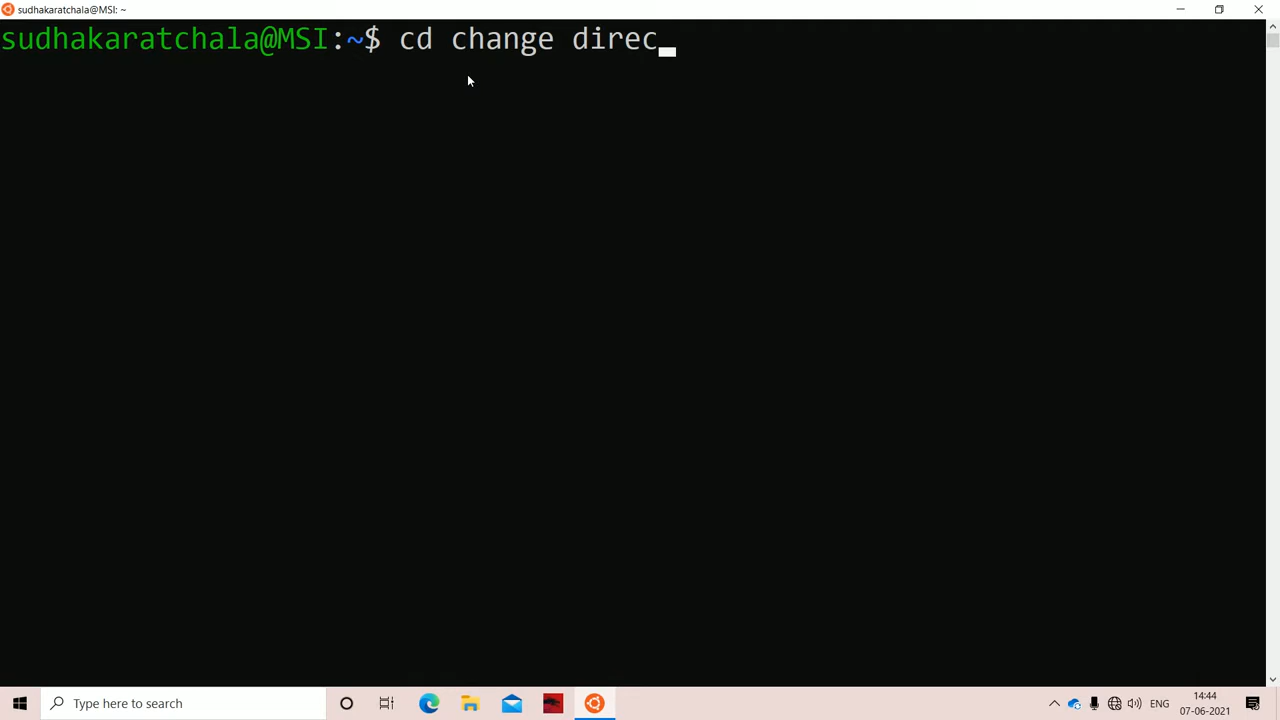 sudhakaratchala@MSI: ~
sudhakaratchala@MSI:~$ cd change direc
Type here to search
ENG
14:44
07-06-2021